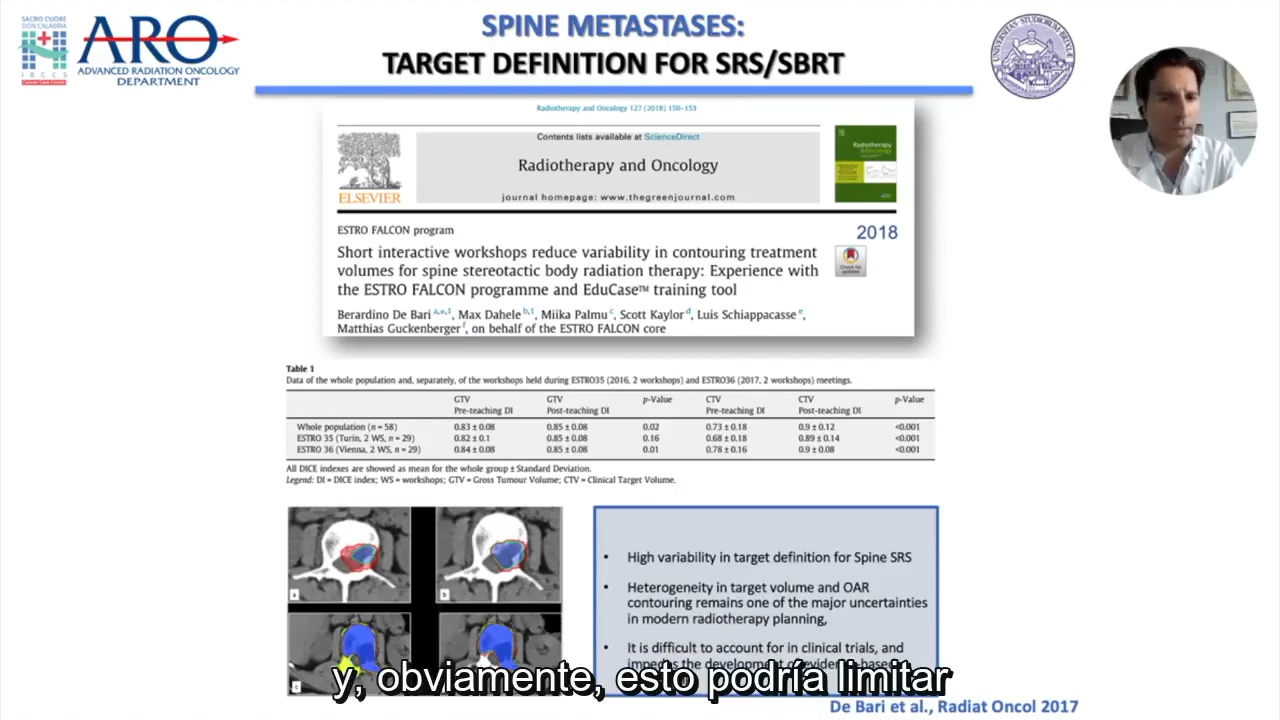 SACRO CUORE
DON CALABRIA
IRCCS
ARO
ADVANCED RADIATION ONCOLOGY
DEPARTMENT
SPINE METASTASES:
TARGET DEFINITION FOR SRS/SBRT
Radiotherapy and Oncology 127 (2018) 150–153
Contents lists available at ScienceDirect
Radiotherapy and Oncology
journal homepage: www.thegreenjournal.com
ELSEVIER
Radiotherapy
&Oncology
ESTRO FALCON program
2018
Short interactive workshops reduce variability in contouring treatment
volumes for spine stereotactic body radiation therapy: Experience with
the ESTRO FALCON programme and EduCase™ training tool
Check for
updates
Berardino De Bari a,*,1, Max Dahele b,1, Miika Palmu c, Scott Kaylor d, Luis Schiappacasse e,
Matthias Guckenberger f, on behalf of the ESTRO FALCON core
Table 1
Data of the whole population and, separately, of the workshops held during ESTRO35 (2016, 2 workshops) and ESTRO36 (2017, 2 workshops) meetings.
GTV GTV p-Value CTV CTV p-Value
Pre-teaching DI Post-teaching DI Pre-teaching DI Post-teaching DI
Whole population (n = 58) 0.83 ± 0.08 0.85 ± 0.08 0.02 0.73 ± 0.18 0.9 ± 0.12 <0.001
ESTRO 35 (Turin, 2 WS, n = 29) 0.82 ± 0.1 0.85 ± 0.08 0.16 0.68 ± 0.18 0.89 ± 0.14 <0.001
ESTRO 36 (Vienna, 2 WS, n = 29) 0.84 ± 0.08 0.85 ± 0.08 0.01 0.78 ± 0.16 0.9 ± 0.08 <0.001
All DICE indexes are showed as mean for the whole group ± Standard Deviation.
Legend: DI = DICE index; WS = workshops; GTV = Gross Tumour Volume; CTV = Clinical Target Volume.
a
b
c
• High variability in target definition for Spine SRS
• Heterogeneity in target volume and OAR
contouring remains one of the major uncertainties
in modern radiotherapy planning,
• It is difficult to account for in clinical trials, and
impacts the development of evidence-based
y, obviamente, esto podría limitar
De Bari et al., Radiat Oncol 2017